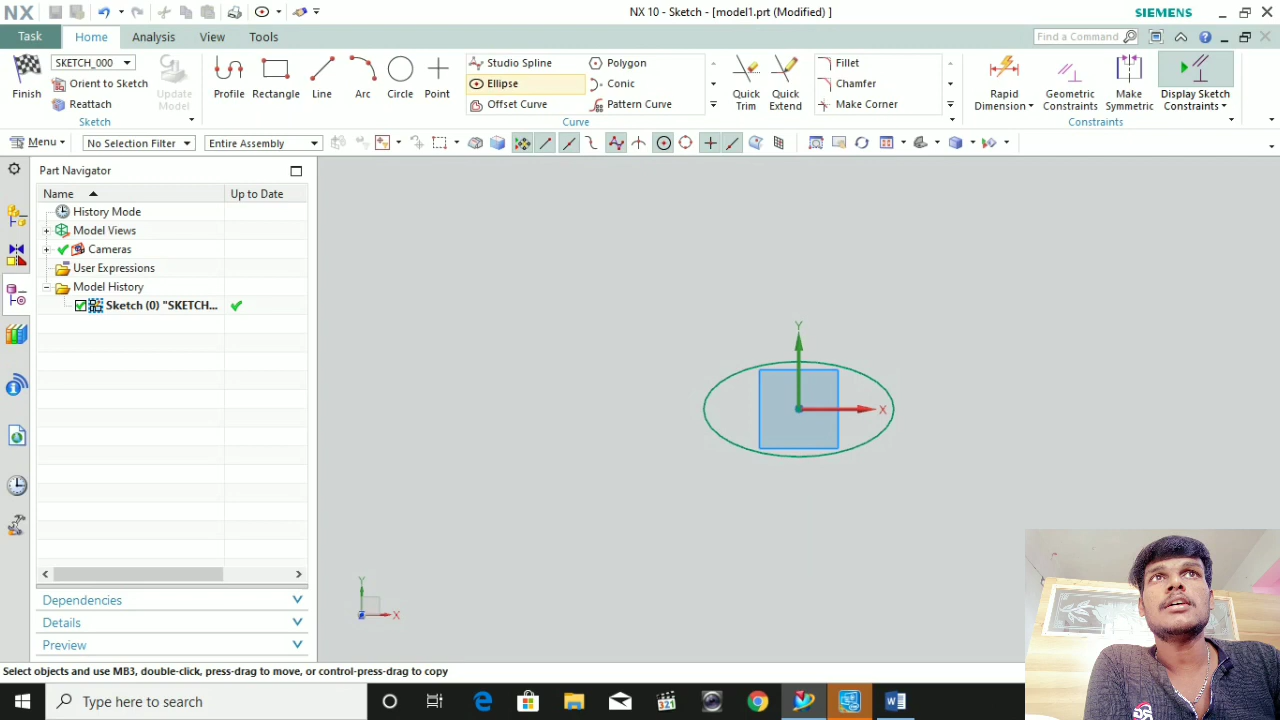 NX
NX 10 - Sketch - [model1.prt (Modified) ]
SIEMENS
Task Home Analysis View Tools
Find a Command
SKETCH_000
Orient to Sketch
Reattach
Finish
Update Model
Sketch
Profile Rectangle Line Arc Circle Point
Studio Spline Polygon
Ellipse Conic
Offset Curve Pattern Curve
Curve
Quick Trim
Quick Extend
Fillet
Chamfer
Make Corner
Rapid Dimension
Geometric Constraints
Make Symmetric
Display Sketch Constraints
Constraints
Menu No Selection Filter Entire Assembly
Part Navigator
Name Up to Date
History Mode
Model Views
Cameras
User Expressions
Model History
Sketch (0) "SKETCH...
Y
X
Y
X
Dependencies
Details
Preview
Select objects and use MB3, double-click, press-drag to move, or control-press-drag to copy
Type here to search
321